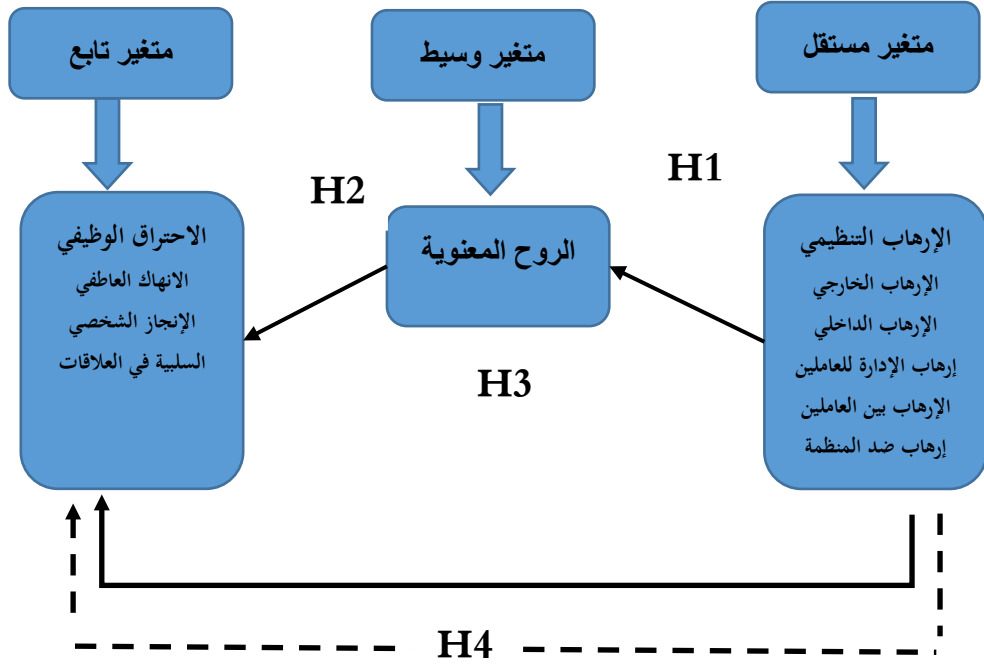 متغير مستقل
متغير وسيط
متغير تابع
H1
H2
الإرهاب التنظيمي
الإرهاب الخارجي
الإرهاب الداخلي
إرهاب الإدارة للعاملين
الإرهاب بين العاملين
إرهاب ضد المنظمة
الروح المعنوية
الاحتراق الوظيفي
الانهاك العاطفي
الإنجاز الشخصي
السلبية في العلاقات
H3
H4